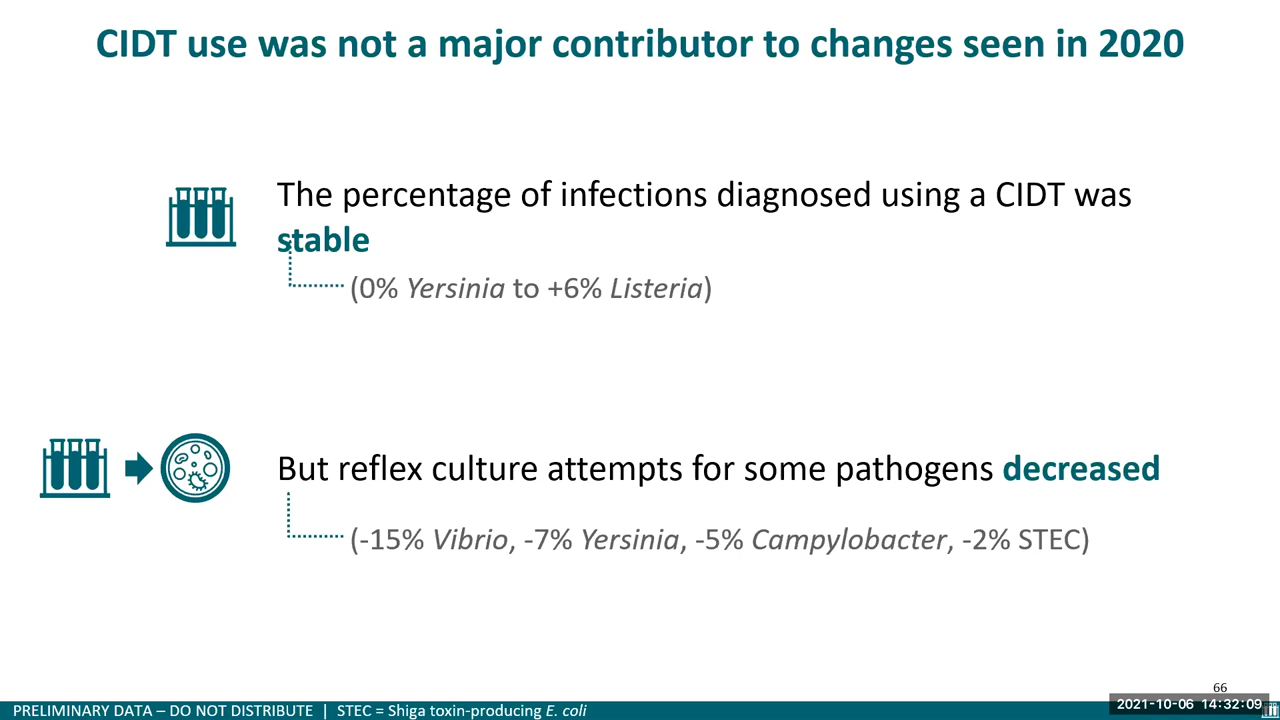 CIDT use was not a major contributor to changes seen in 2020
The percentage of infections diagnosed using a CIDT was
stable
(0% Yersinia to +6% Listeria)
But reflex culture attempts for some pathogens decreased
(-15% Vibrio, -7% Yersinia, -5% Campylobacter, -2% STEC)
66
PRELIMINARY DATA – DO NOT DISTRIBUTE | STEC = Shiga toxin-producing E. coli
2021-10-06 14:32:09